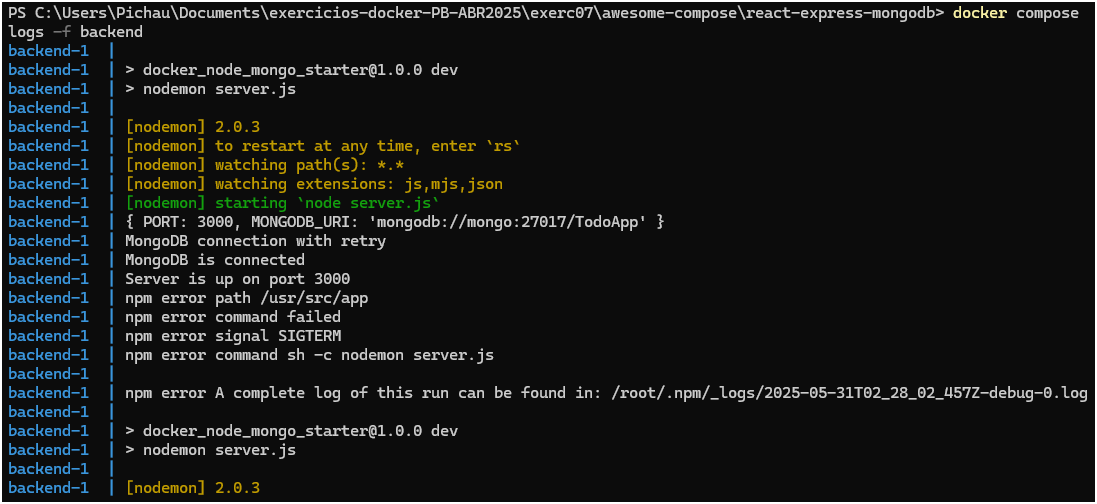 PS C:\Users\Pichau\Documents\exercicios-docker-PB-ABR2025\exerc07\awesome-compose\react-express-mongodb> docker compose
logs -f backend
backend-1  |
backend-1  | > docker_node_mongo_starter@1.0.0 dev
backend-1  | > nodemon server.js
backend-1  |
backend-1  | [nodemon] 2.0.3
backend-1  | [nodemon] to restart at any time, enter `rs`
backend-1  | [nodemon] watching path(s): *.*
backend-1  | [nodemon] watching extensions: js,mjs,json
backend-1  | [nodemon] starting `node server.js`
backend-1  | { PORT: 3000, MONGODB_URI: 'mongodb://mongo:27017/TodoApp' }
backend-1  | MongoDB connection with retry
backend-1  | MongoDB is connected
backend-1  | Server is up on port 3000
backend-1  | npm error path /usr/src/app
backend-1  | npm error command failed
backend-1  | npm error signal SIGTERM
backend-1  | npm error command sh -c nodemon server.js
backend-1  |
backend-1  | npm error A complete log of this run can be found in: /root/.npm/_logs/2025-05-31T02_28_02_457Z-debug-0.log
backend-1  |
backend-1  | > docker_node_mongo_starter@1.0.0 dev
backend-1  | > nodemon server.js
backend-1  |
backend-1  | [nodemon] 2.0.3